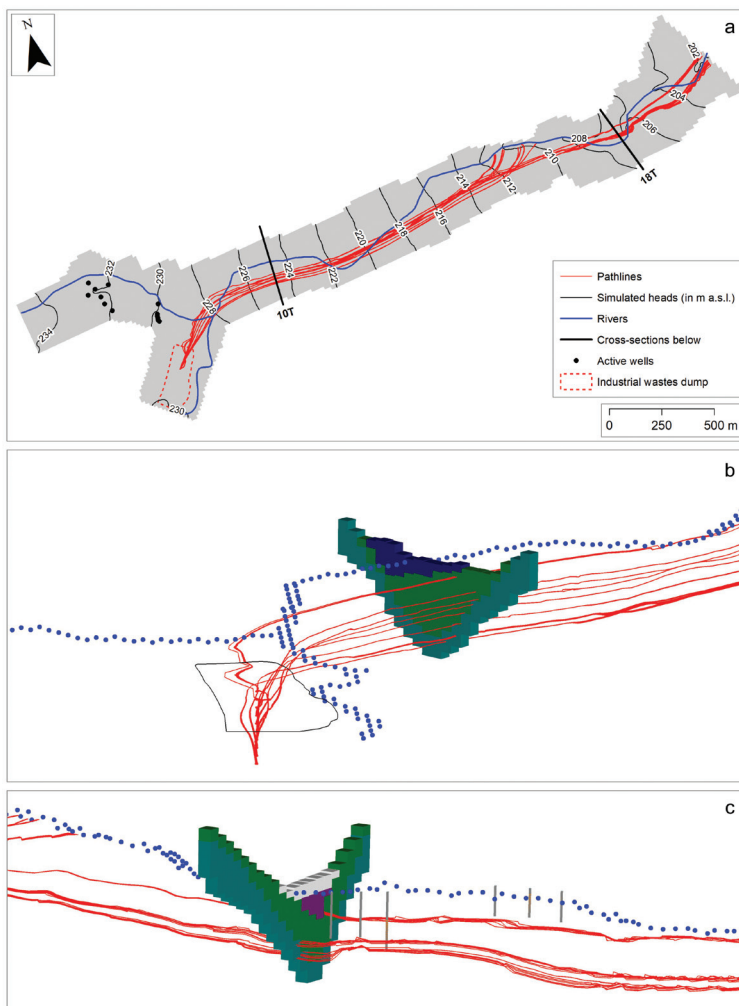 N
a
202
204
206
208
210
18T
214
212
216
218
220
222
224
226
10T
232
230
228
234
230
Pathlines
Simulated heads (in m a.s.l.)
Rivers
Cross-sections below
Active wells
Industrial wastes dump
0 250 500 m
b
c